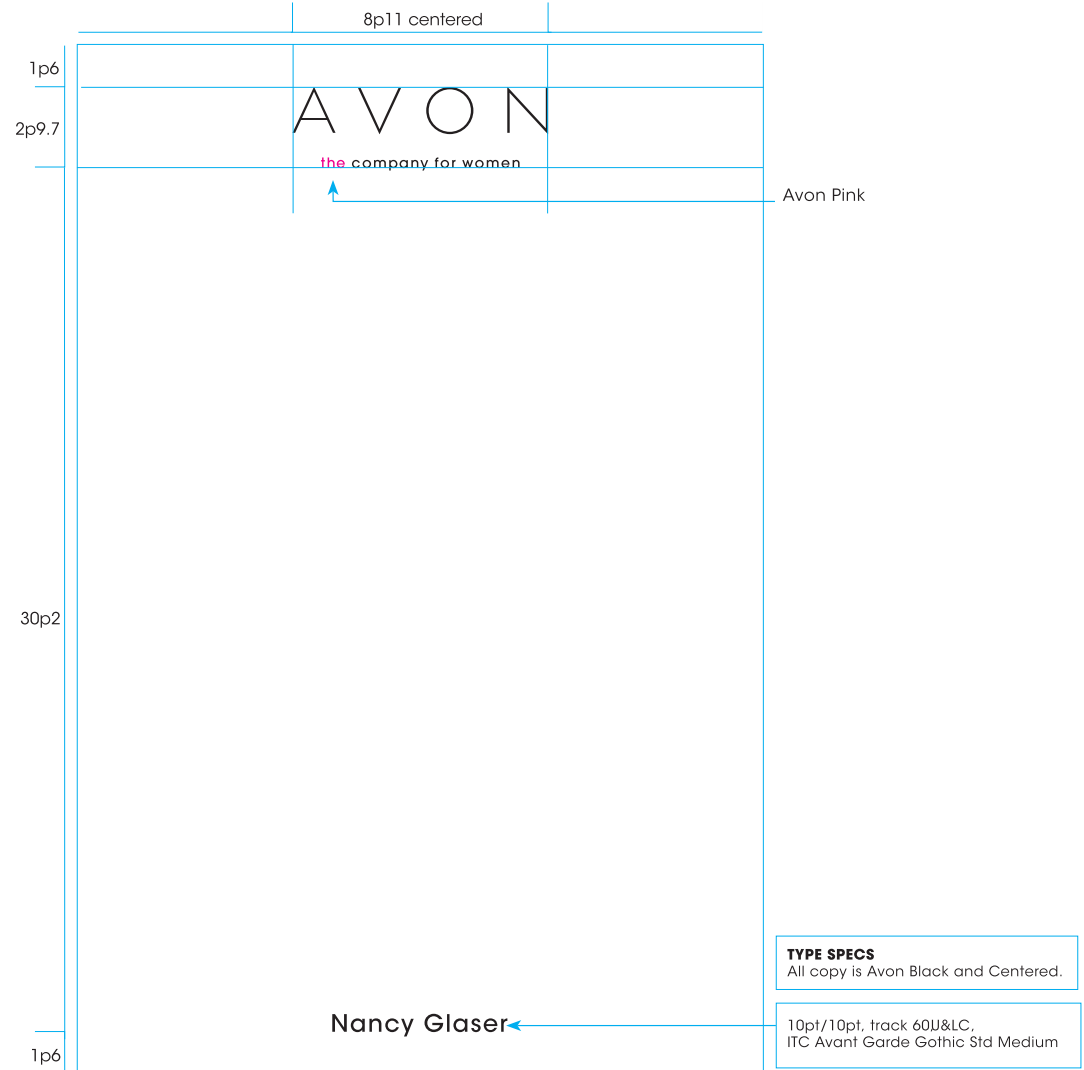 8p11 centered
1p6
AVON
2p9.7
the company for women
Avon Pink
30p2
TYPE SPECS
All copy is Avon Black and Centered.
Nancy Glaser
10pt/10pt, track 60,U&LC,
ITC Avant Garde Gothic Std Medium
1p6